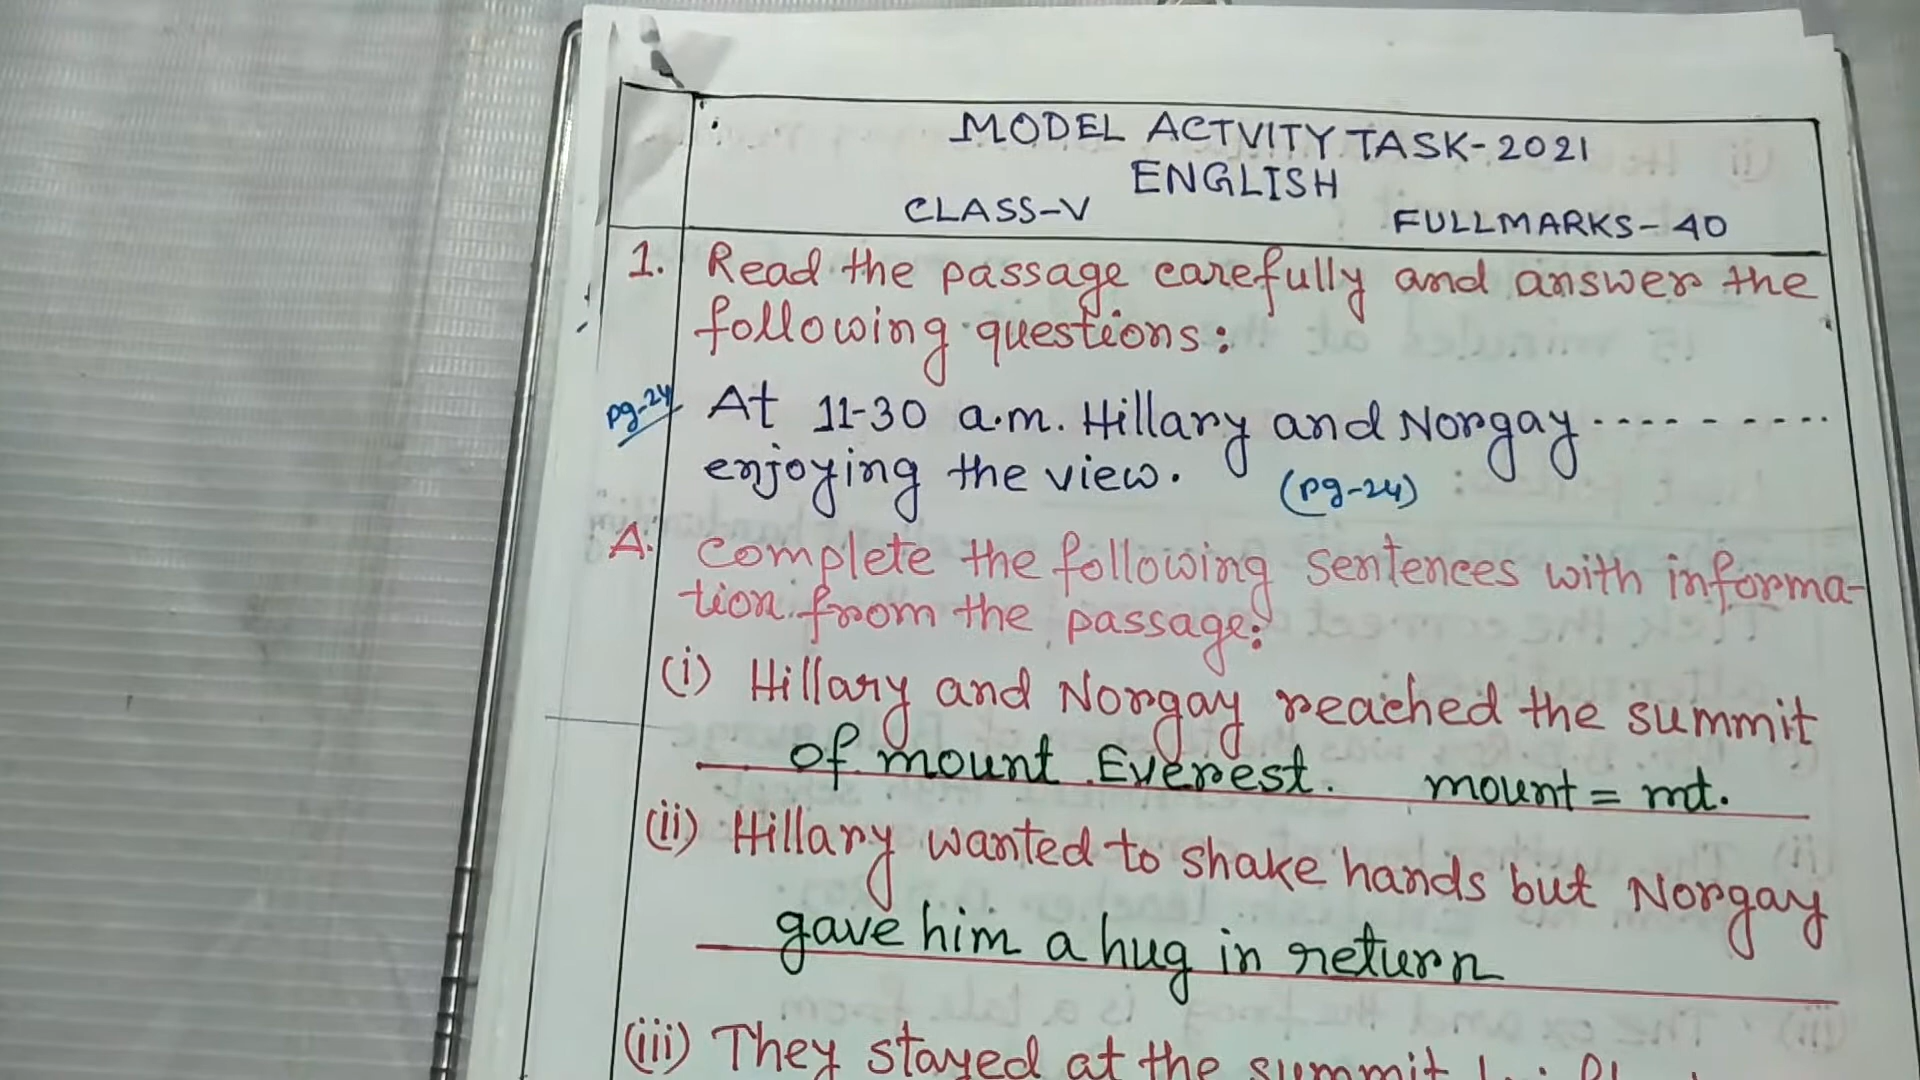 MODEL ACTVITY TASK-2021
ENGLISH
CLASS-V FULLMARKS-40
1. Read the passage carefully and answer the
following questions:
pg-24 At 11-30 a.m. Hillary and Norgay ----------
enjoying the view. (pg-24)
A. Complete the following sentences with informa-
tion from the passage:
(i) Hillary and Norgay reached the summit
of mount Everest. mount = mt.
(ii) Hillary wanted to shake hands but Norgay
gave him a hug in return
(iii) They stayed at the summit